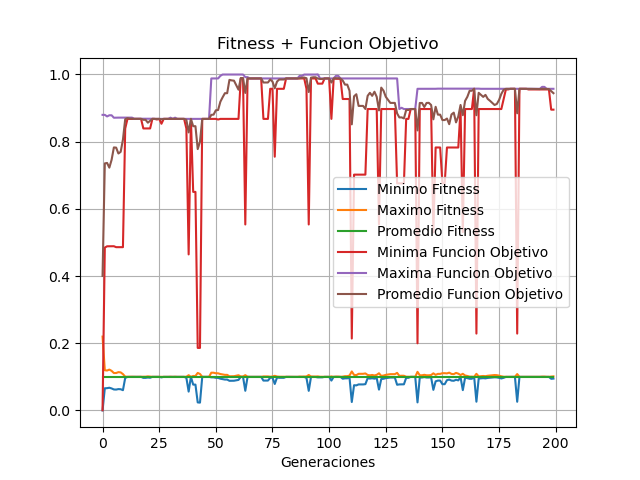 Fitness + Funcion Objetivo
1.0
0.8
0.6
0.4
0.2
0.0
Minimo Fitness
Maximo Fitness
Promedio Fitness
Minima Funcion Objetivo
Maxima Funcion Objetivo
Promedio Funcion Objetivo
0 25 50 75 100 125 150 175 200
Generaciones